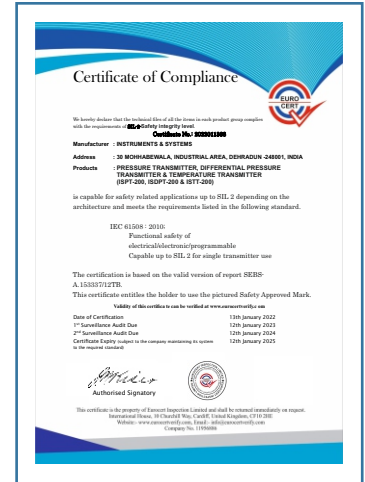 Certificate of Compliance
EURO
CERT
We hereby declare that the technical files of all the items in each product group complies
with the requirements of SIL-2 Safety integrity level.
Certificate No.:
Manufacturer : INSTRUMENTS & SYSTEMS
Address : 30 MOHHABEWALA, INDUSTRIAL AREA, DEHRADUN -248001, INDIA
Products : PRESSURE TRANSMITTER, DIFFERENTIAL PRESSURE
TRANSMITTER & TEMPERATURE TRANSMITTER
(ISPT-200, ISDPT-200 & ISTT-200)
is capable for safety related applications up to SIL 2 depending on the
architecture and meets the requirements listed in the following standard.
IEC 61508 : 2010:
Functional safety of
electrical/electronic/programmable
Capable up to SIL 2 for single transmitter use
The certification is based on the valid version of report SEBS-
A.153337/12TB.
This certificate entitles the holder to use the pictured Safety Approved Mark.
Validity of this certificate can be verified at www.eurocertverify.com
Date of Certification 13th January 2022
1st Surveillance Audit Due 12th January 2023
2nd Surveillance Audit Due 12th January 2024
Certificate Expiry (subject to the company maintaining its system 12th January 2025
to the required standard)
Authorised Signatory
This certificate is the property of Eurocert Inspection Limited and shall be returned immediately on request.
International House, 10 Churchill Way, Cardiff, United Kingdom, CF10 2HE
Website:- www.eurocertverify.com, Email:- info@eurocertverify.com
Company No. 11956806